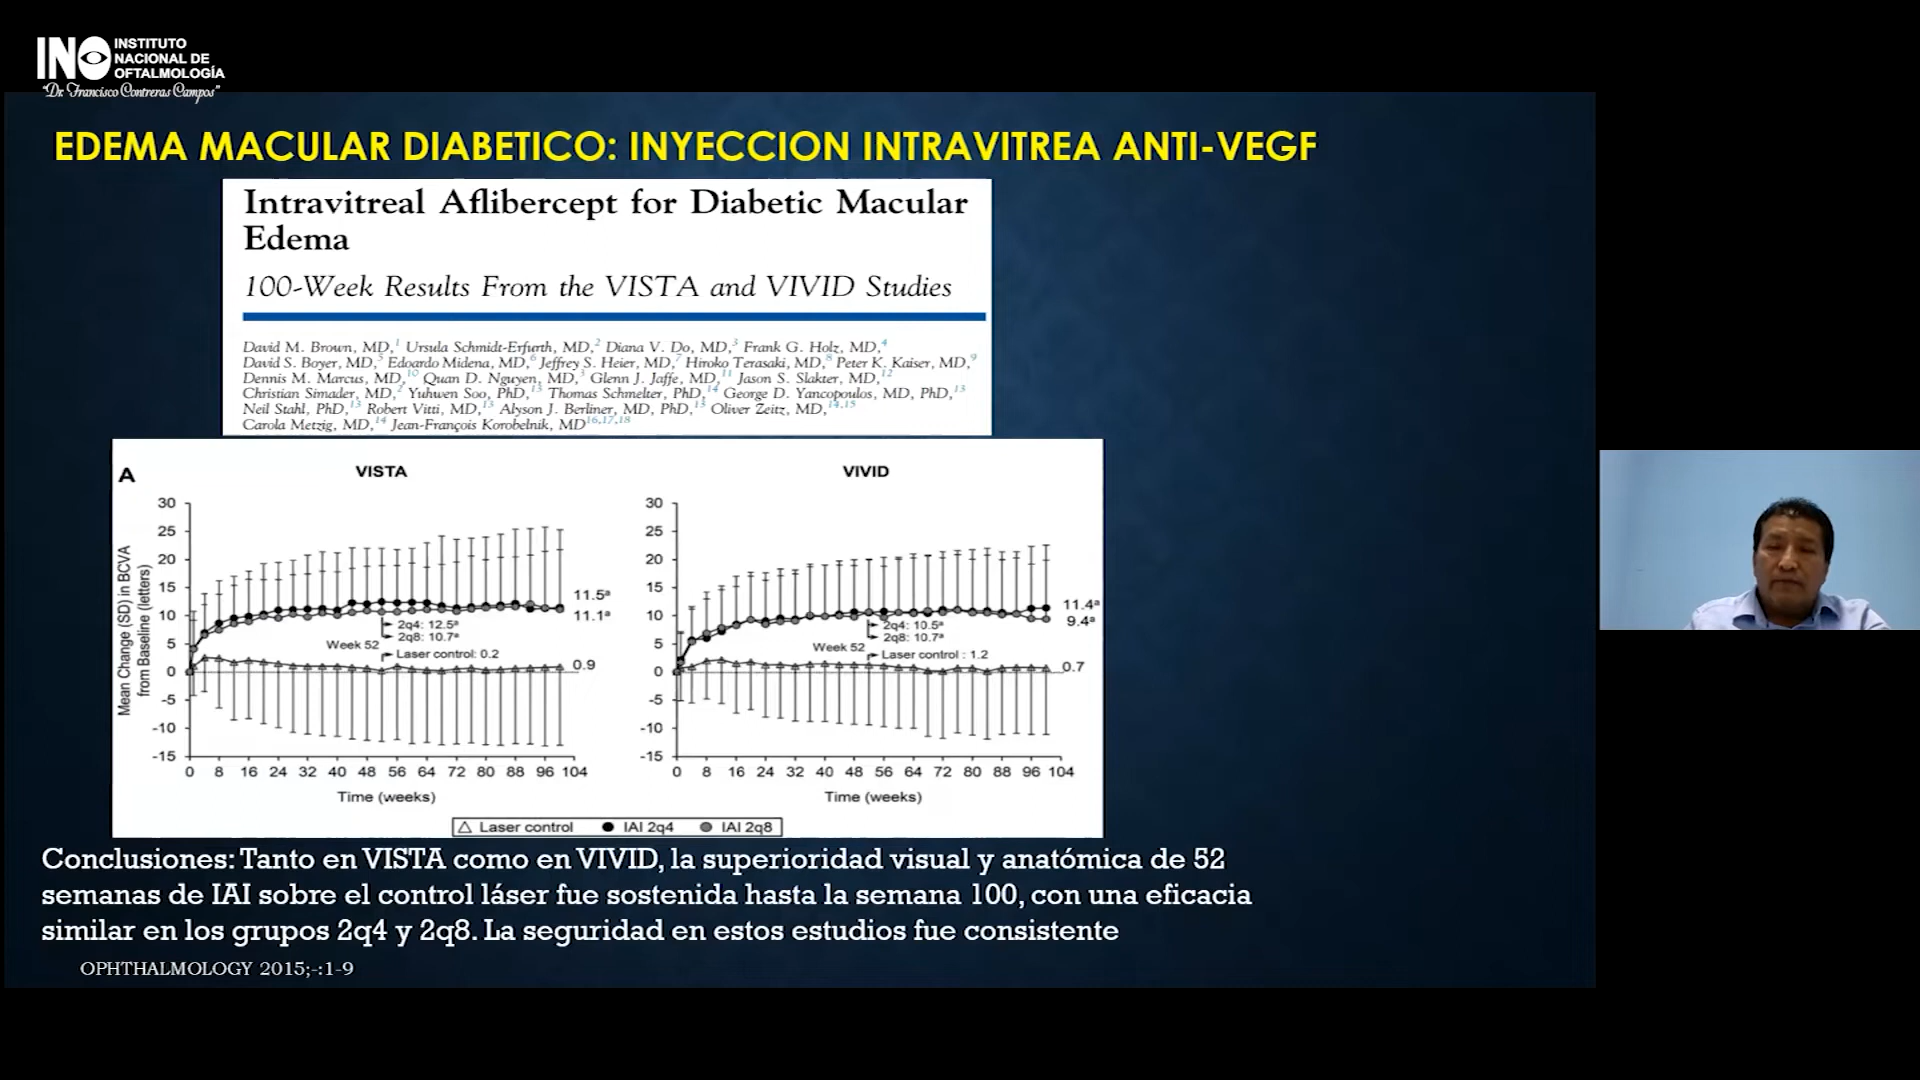 INO INSTITUTO
NACIONAL DE
OFTALMOLOGÍA
"Dr. Francisco Contreras Campos"
EDEMA MACULAR DIABETICO: INYECCION INTRAVITREA ANTI-VEGF
Intravitreal Aflibercept for Diabetic Macular
Edema
100-Week Results From the VISTA and VIVID Studies
David M. Brown, MD,1 Ursula Schmidt-Erfurth, MD,2 Diana V. Do, MD,3 Frank G. Holz, MD,4
David S. Boyer, MD,5 Edoardo Midena, MD,6 Jeffrey S. Heier, MD,7 Hiroko Terasaki, MD,8 Peter K. Kaiser, MD,9
Dennis M. Marcus, MD,10 Quan D. Nguyen, MD,3 Glenn J. Jaffe, MD,11 Jason S. Slakter, MD,12
Christian Simader, MD,2 Yuhwen Soo, PhD,13 Thomas Schmelter, PhD,14 George D. Yancopoulos, MD, PhD,13
Neil Stahl, PhD,13 Robert Vitti, MD,13 Alyson J. Berliner, MD, PhD,13 Oliver Zeitz, MD,14,15
Carola Metzig, MD,14 Jean-François Korobelnik, MD16,17,18
A
VISTA
Mean Change (SD) in BCVA
from Baseline (letters)
30
25
20
15
10
5
0
-5
-10
-15
11.5a
11.1a
2q4: 12.5a
2q8: 10.7a
Week 52
Laser control: 0.2
0.9
0 8 16 24 32 40 48 56 64 72 80 88 96 104
Time (weeks)
VIVID
30
25
20
15
10
5
0
-5
-10
-15
11.4a
9.4a
2q4: 10.5a
2q8: 10.7a
Week 52
Laser control : 1.2
0.7
0 8 16 24 32 40 48 56 64 72 80 88 96 104
Time (weeks)
Laser control IAI 2q4 IAI 2q8
Conclusiones: Tanto en VISTA como en VIVID, la superioridad visual y anatómica de 52
semanas de IAI sobre el control láser fue sostenida hasta la semana 100, con una eficacia
similar en los grupos 2q4 y 2q8. La seguridad en estos estudios fue consistente
OPHTHALMOLOGY 2015;-:1-9